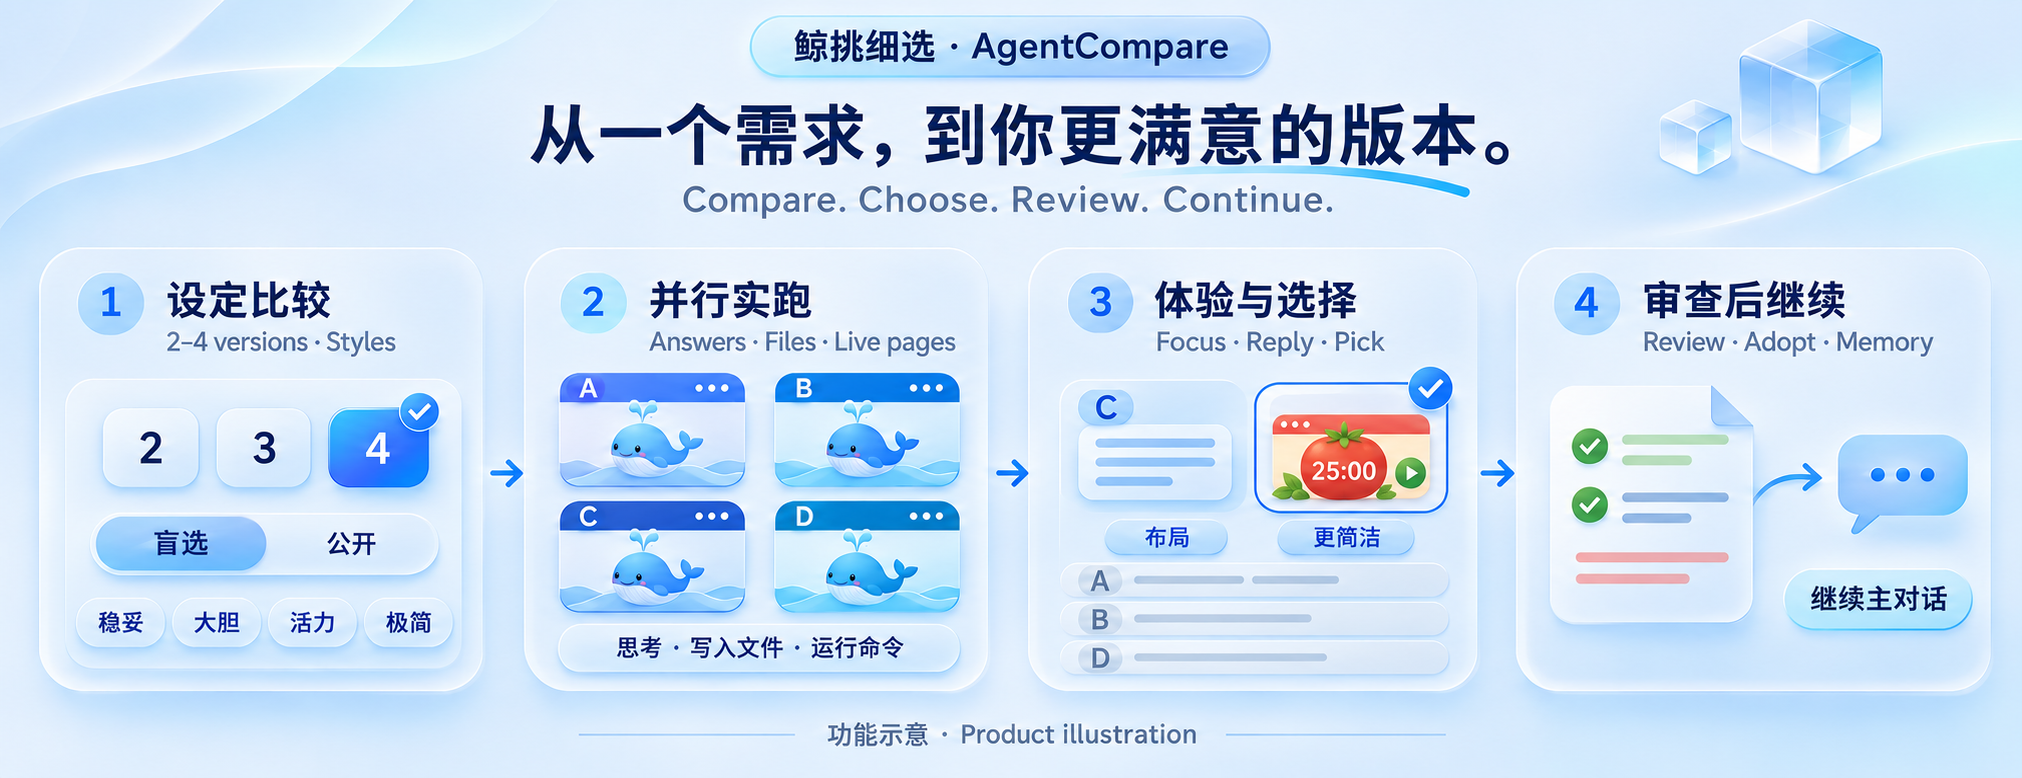 鲸挑细选 · AgentCompare
从一个需求，到你更满意的版本。
Compare. Choose. Review. Continue.
1 设定比较
2–4 versions · Styles
2 3 4
盲选 公开
稳妥 大胆 活力 极简
2 并行实跑
Answers · Files · Live pages
A B
C D
思考 · 写入文件 · 运行命令
3 体验与选择
Focus · Reply · Pick
C
25:00
布局 更简洁
A
B
D
4 审查后继续
Review · Adopt · Memory
继续主对话
功能示意 · Product illustration